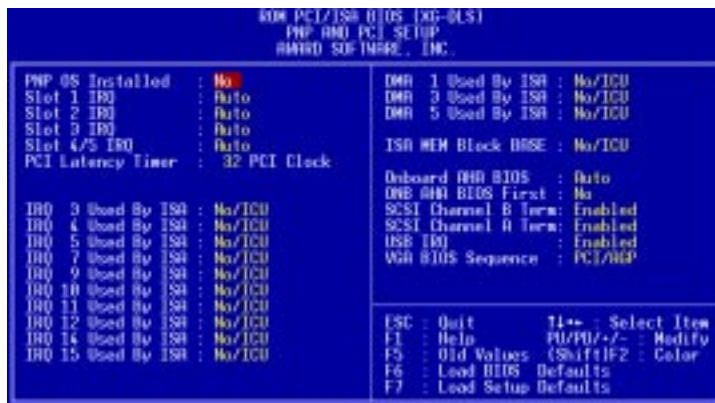 ROM PCI/ISA BIOS (XG-DLS)
PNP AND PCI SETUP
AWARD SOFTWARE, INC.
PNP OS Installed : No
Slot 1 IRQ : Auto
Slot 2 IRQ : Auto
Slot 3 IRQ : Auto
Slot 4/5 IRQ : Auto
PCI Latency Timer : 32 PCI Clock
IRQ 3 Used By ISA : No/ICU
IRQ 4 Used By ISA : No/ICU
IRQ 5 Used By ISA : No/ICU
IRQ 7 Used By ISA : No/ICU
IRQ 9 Used By ISA : No/ICU
IRQ 10 Used By ISA : No/ICU
IRQ 11 Used By ISA : No/ICU
IRQ 12 Used By ISA : No/ICU
IRQ 14 Used By ISA : No/ICU
IRQ 15 Used By ISA : No/ICU
DMA 1 Used By ISA : No/ICU
DMA 3 Used By ISA : No/ICU
DMA 5 Used By ISA : No/ICU
ISA MEM Block BASE : No/ICU
Onboard AHA BIOS : Auto
ONB AHA BIOS First : No
SCSI Channel B Term: Enabled
SCSI Channel A Term: Enabled
USB IRQ : Enabled
VGA BIOS Sequence : PCI/AGP
ESC : Quit ↑↓→← : Select Item
F1 : Help PU/PD/+/- : Modify
F5 : Old Values (Shift)F2 : Color
F6 : Load BIOS Defaults
F7 : Load Setup Defaults